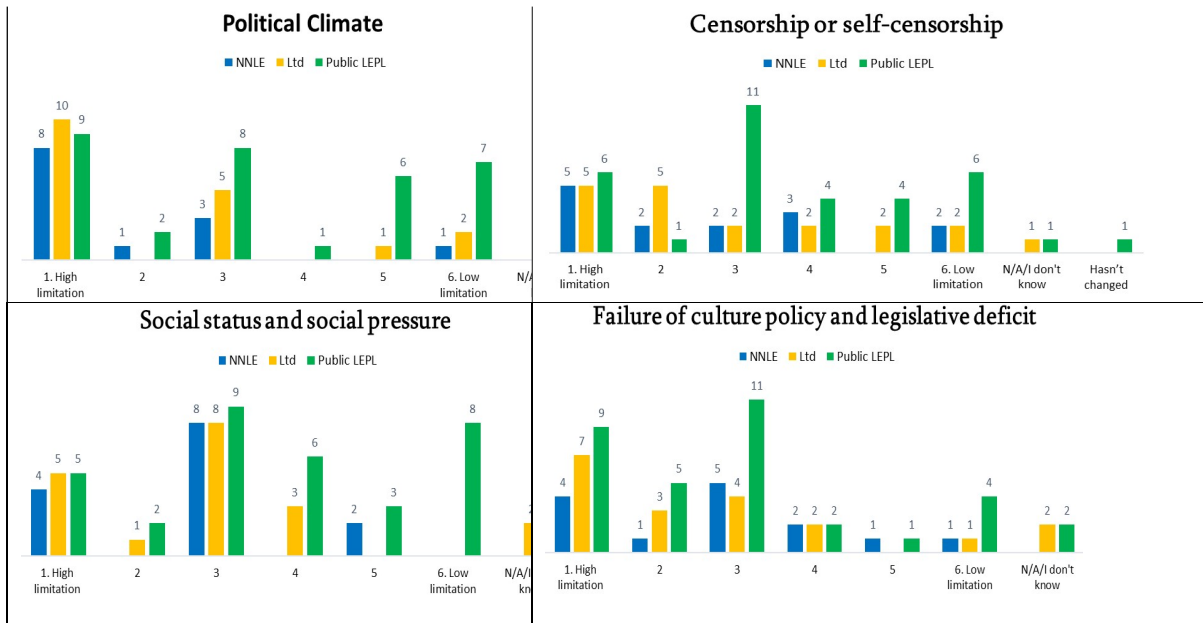 Political Climate
NNLE Ltd Public LEPL
8 10 9 1 2 3 5 8 1 1 6 1 2 7
1. High limitation 2 3 4 5 6. Low limitation
Censorship or self-censorship
NNLE Ltd Public LEPL
5 5 6 2 5 1 2 2 11 3 2 4 2 4 2 2 6 1 1 1
1. High limitation 2 3 4 5 6. Low limitation N/A/I don't know Hasn't changed
Social status and social pressure
NNLE Ltd Public LEPL
4 5 5 1 2 8 8 9 3 6 2 3 8
1. High limitation 2 3 4 5 6. Low limitation N/A/I
Failure of culture policy and legislative deficit
NNLE Ltd Public LEPL
4 7 9 1 3 5 5 4 11 2 2 2 1 1 1 1 4 2 2
1. High limitation 2 3 4 5 6. Low limitation N/A/I don't know